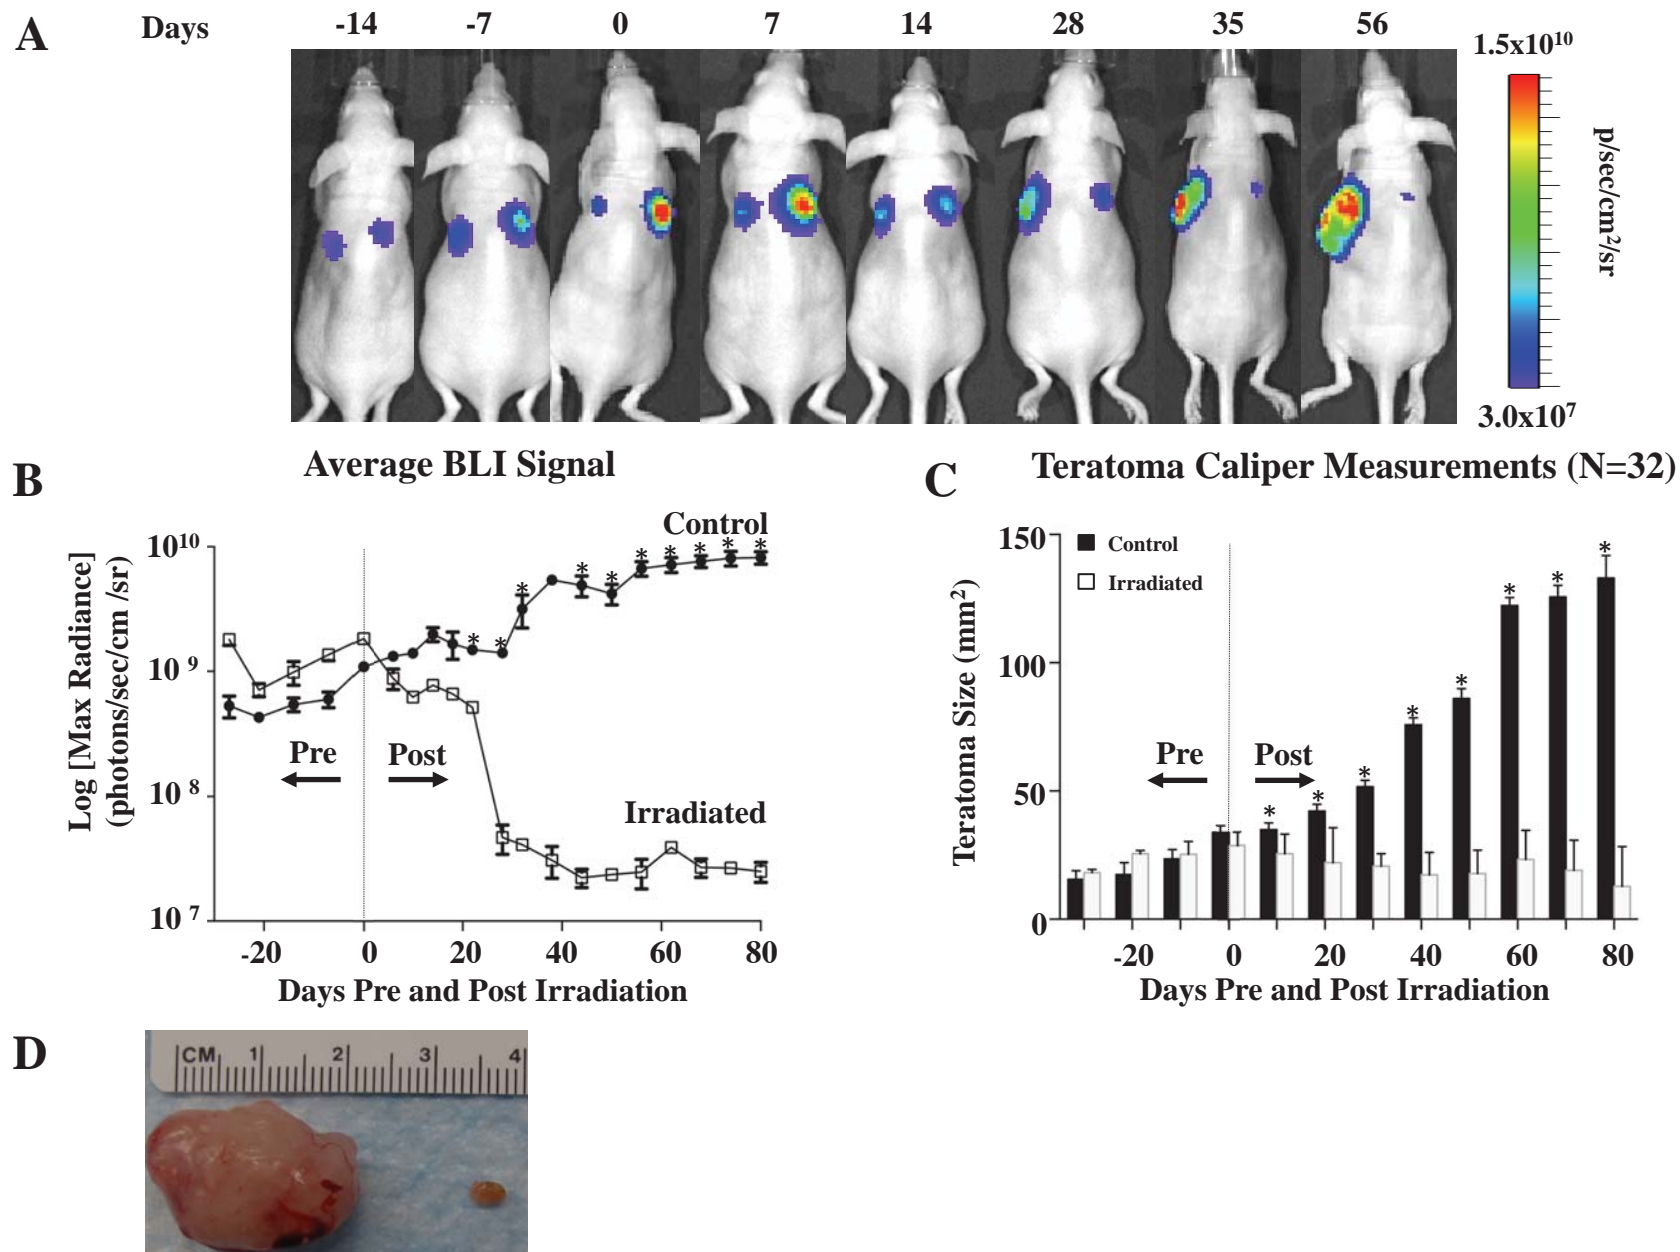 A
Days -14 -7 0 7 14 28 35 56
1.5x10¹⁰
p/sec/cm²/sr
3.0x10⁷
B
Average BLI Signal
Log [Max Radiance]
(photons/sec/cm /sr)
10¹⁰
10⁹
10⁸
10⁷
Control
* * * * * * * * * *
Pre Post
Irradiated
-20 0 20 40 60 80
Days Pre and Post Irradiation
C
Teratoma Caliper Measurements (N=32)
Teratoma Size (mm²)
150
100
50
0
Control
Irradiated
* * * * * * * *
Pre Post
-20 0 20 40 60 80
Days Pre and Post Irradiation
D
CM 1 2 3 4